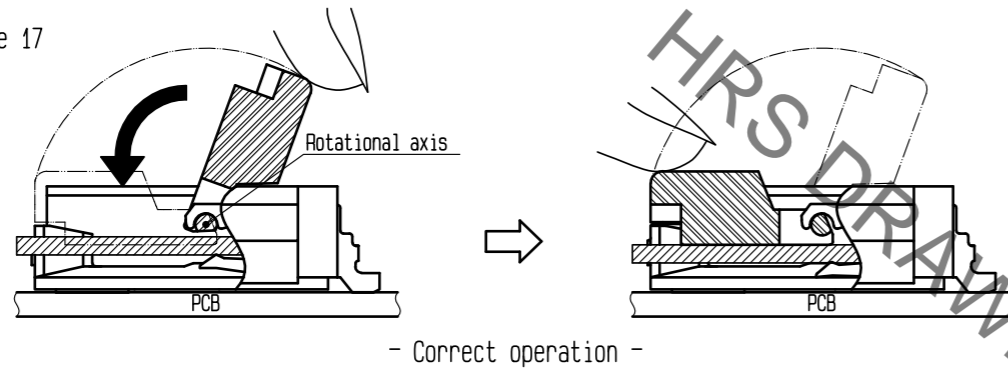 e 17
Rotational axis
PCB
PCB
- Correct operation -
HRS DRAW